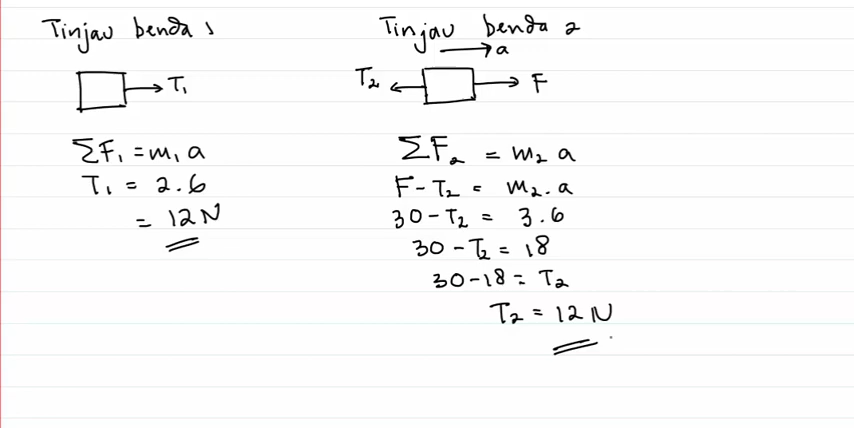 Tinjau benda 1
T₁
ΣF₁ = m₁ a
T₁ = 2.6
= 12 N
Tinjau benda 2
a
T₂ F
ΣF₂ = m₂ a
F - T₂ = m₂. a
30 - T₂ = 3.6
30 - T₂ = 18
30 - 18 = T₂
T₂ = 12 N